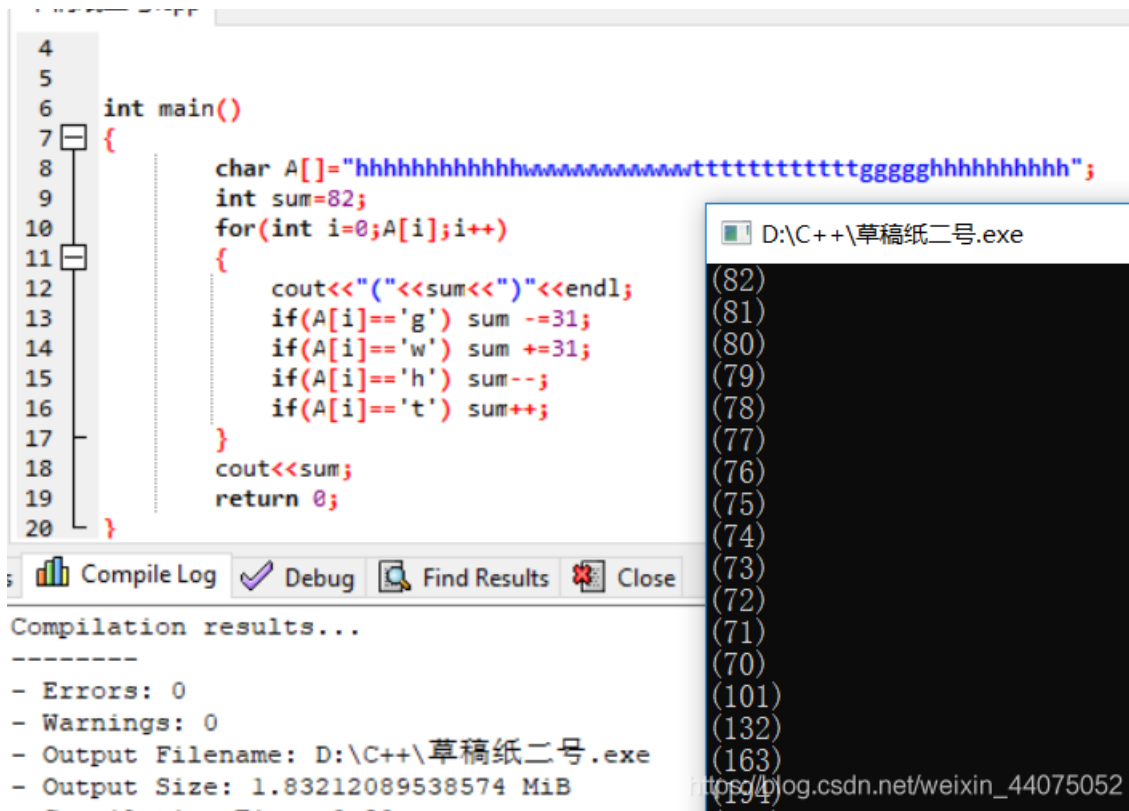 4
5
6 int main()
7 {
8 char A[]="hhhhhhhhhhhhwwwwwwwwwwwwttttttttttttggggghhhhhhhhhh";
9 int sum=82;
10 for(int i=0;A[i];i++)
11 {
12 cout<<"("<<sum<<")"<<endl;
13 if(A[i]=='g') sum -=31;
14 if(A[i]=='w') sum +=31;
15 if(A[i]=='h') sum--;
16 if(A[i]=='t') sum++;
17 }
18 cout<<sum;
19 return 0;
20 }
s Compile Log Debug Find Results Close
Compilation results...
--------
- Errors: 0
- Warnings: 0
- Output Filename: D:\C++\草稿纸二号.exe
- Output Size: 1.83212089538574 MiB
D:\C++\草稿纸二号.exe
(82)
(81)
(80)
(79)
(78)
(77)
(76)
(75)
(74)
(73)
(72)
(71)
(70)
(101)
(132)
(163)
(194)
https://blog.csdn.net/weixin_44075052